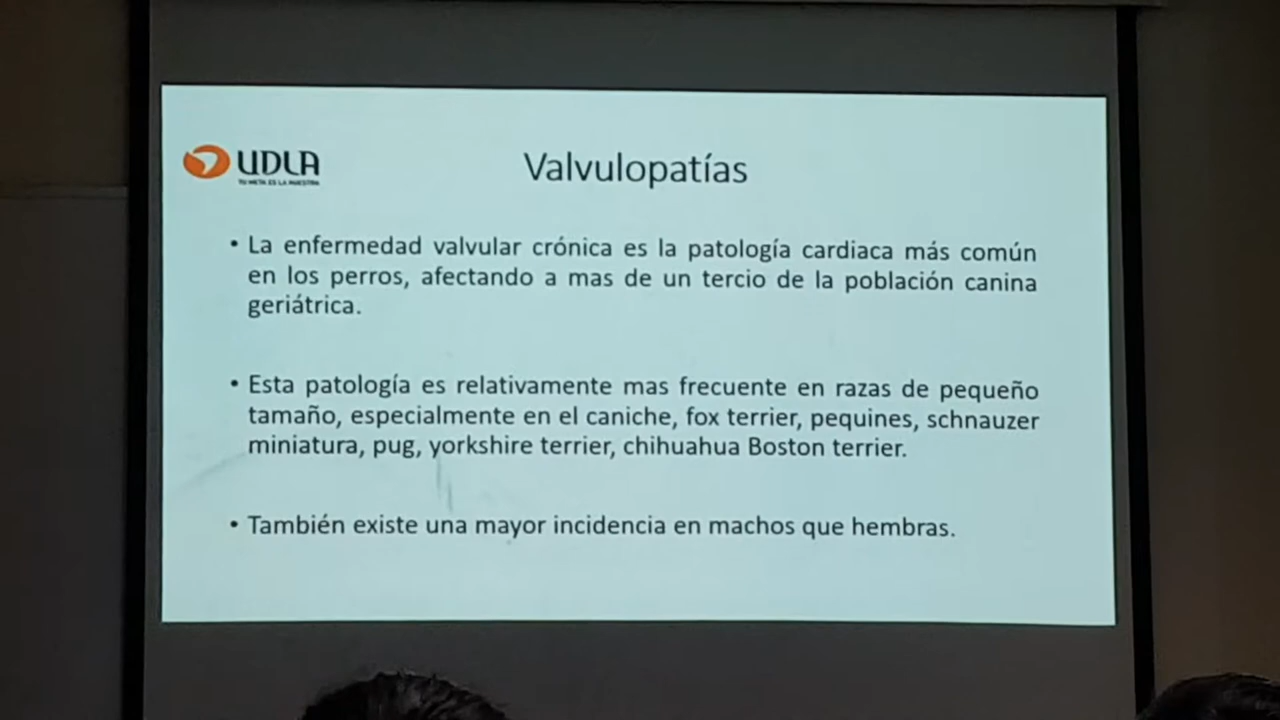 UDLA
TU META ES LA NUESTRA
Valvulopatías
• La enfermedad valvular crónica es la patología cardiaca más común
en los perros, afectando a mas de un tercio de la población canina
geriátrica.
• Esta patología es relativamente mas frecuente en razas de pequeño
tamaño, especialmente en el caniche, fox terrier, pequines, schnauzer
miniatura, pug, yorkshire terrier, chihuahua Boston terrier.
• También existe una mayor incidencia en machos que hembras.